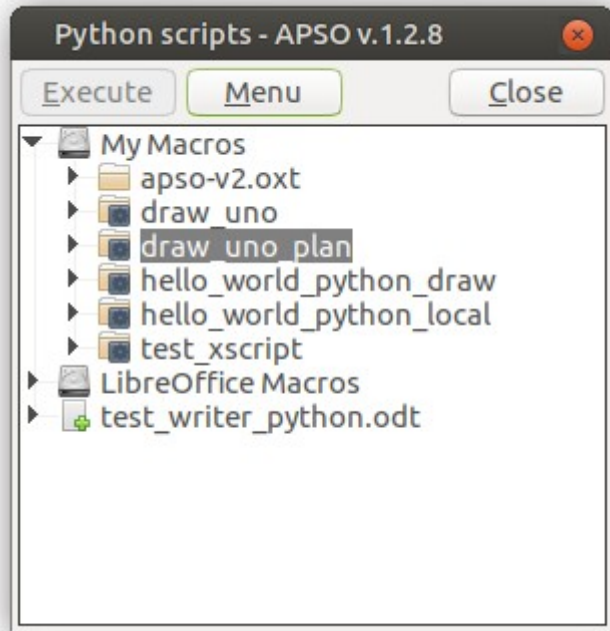 Python scripts - APSO v.1.2.8
Execute Menu Close
My Macros
apso-v2.oxt
draw_uno
draw_uno_plan
hello_world_python_draw
hello_world_python_local
test_xscript
LibreOffice Macros
test_writer_python.odt